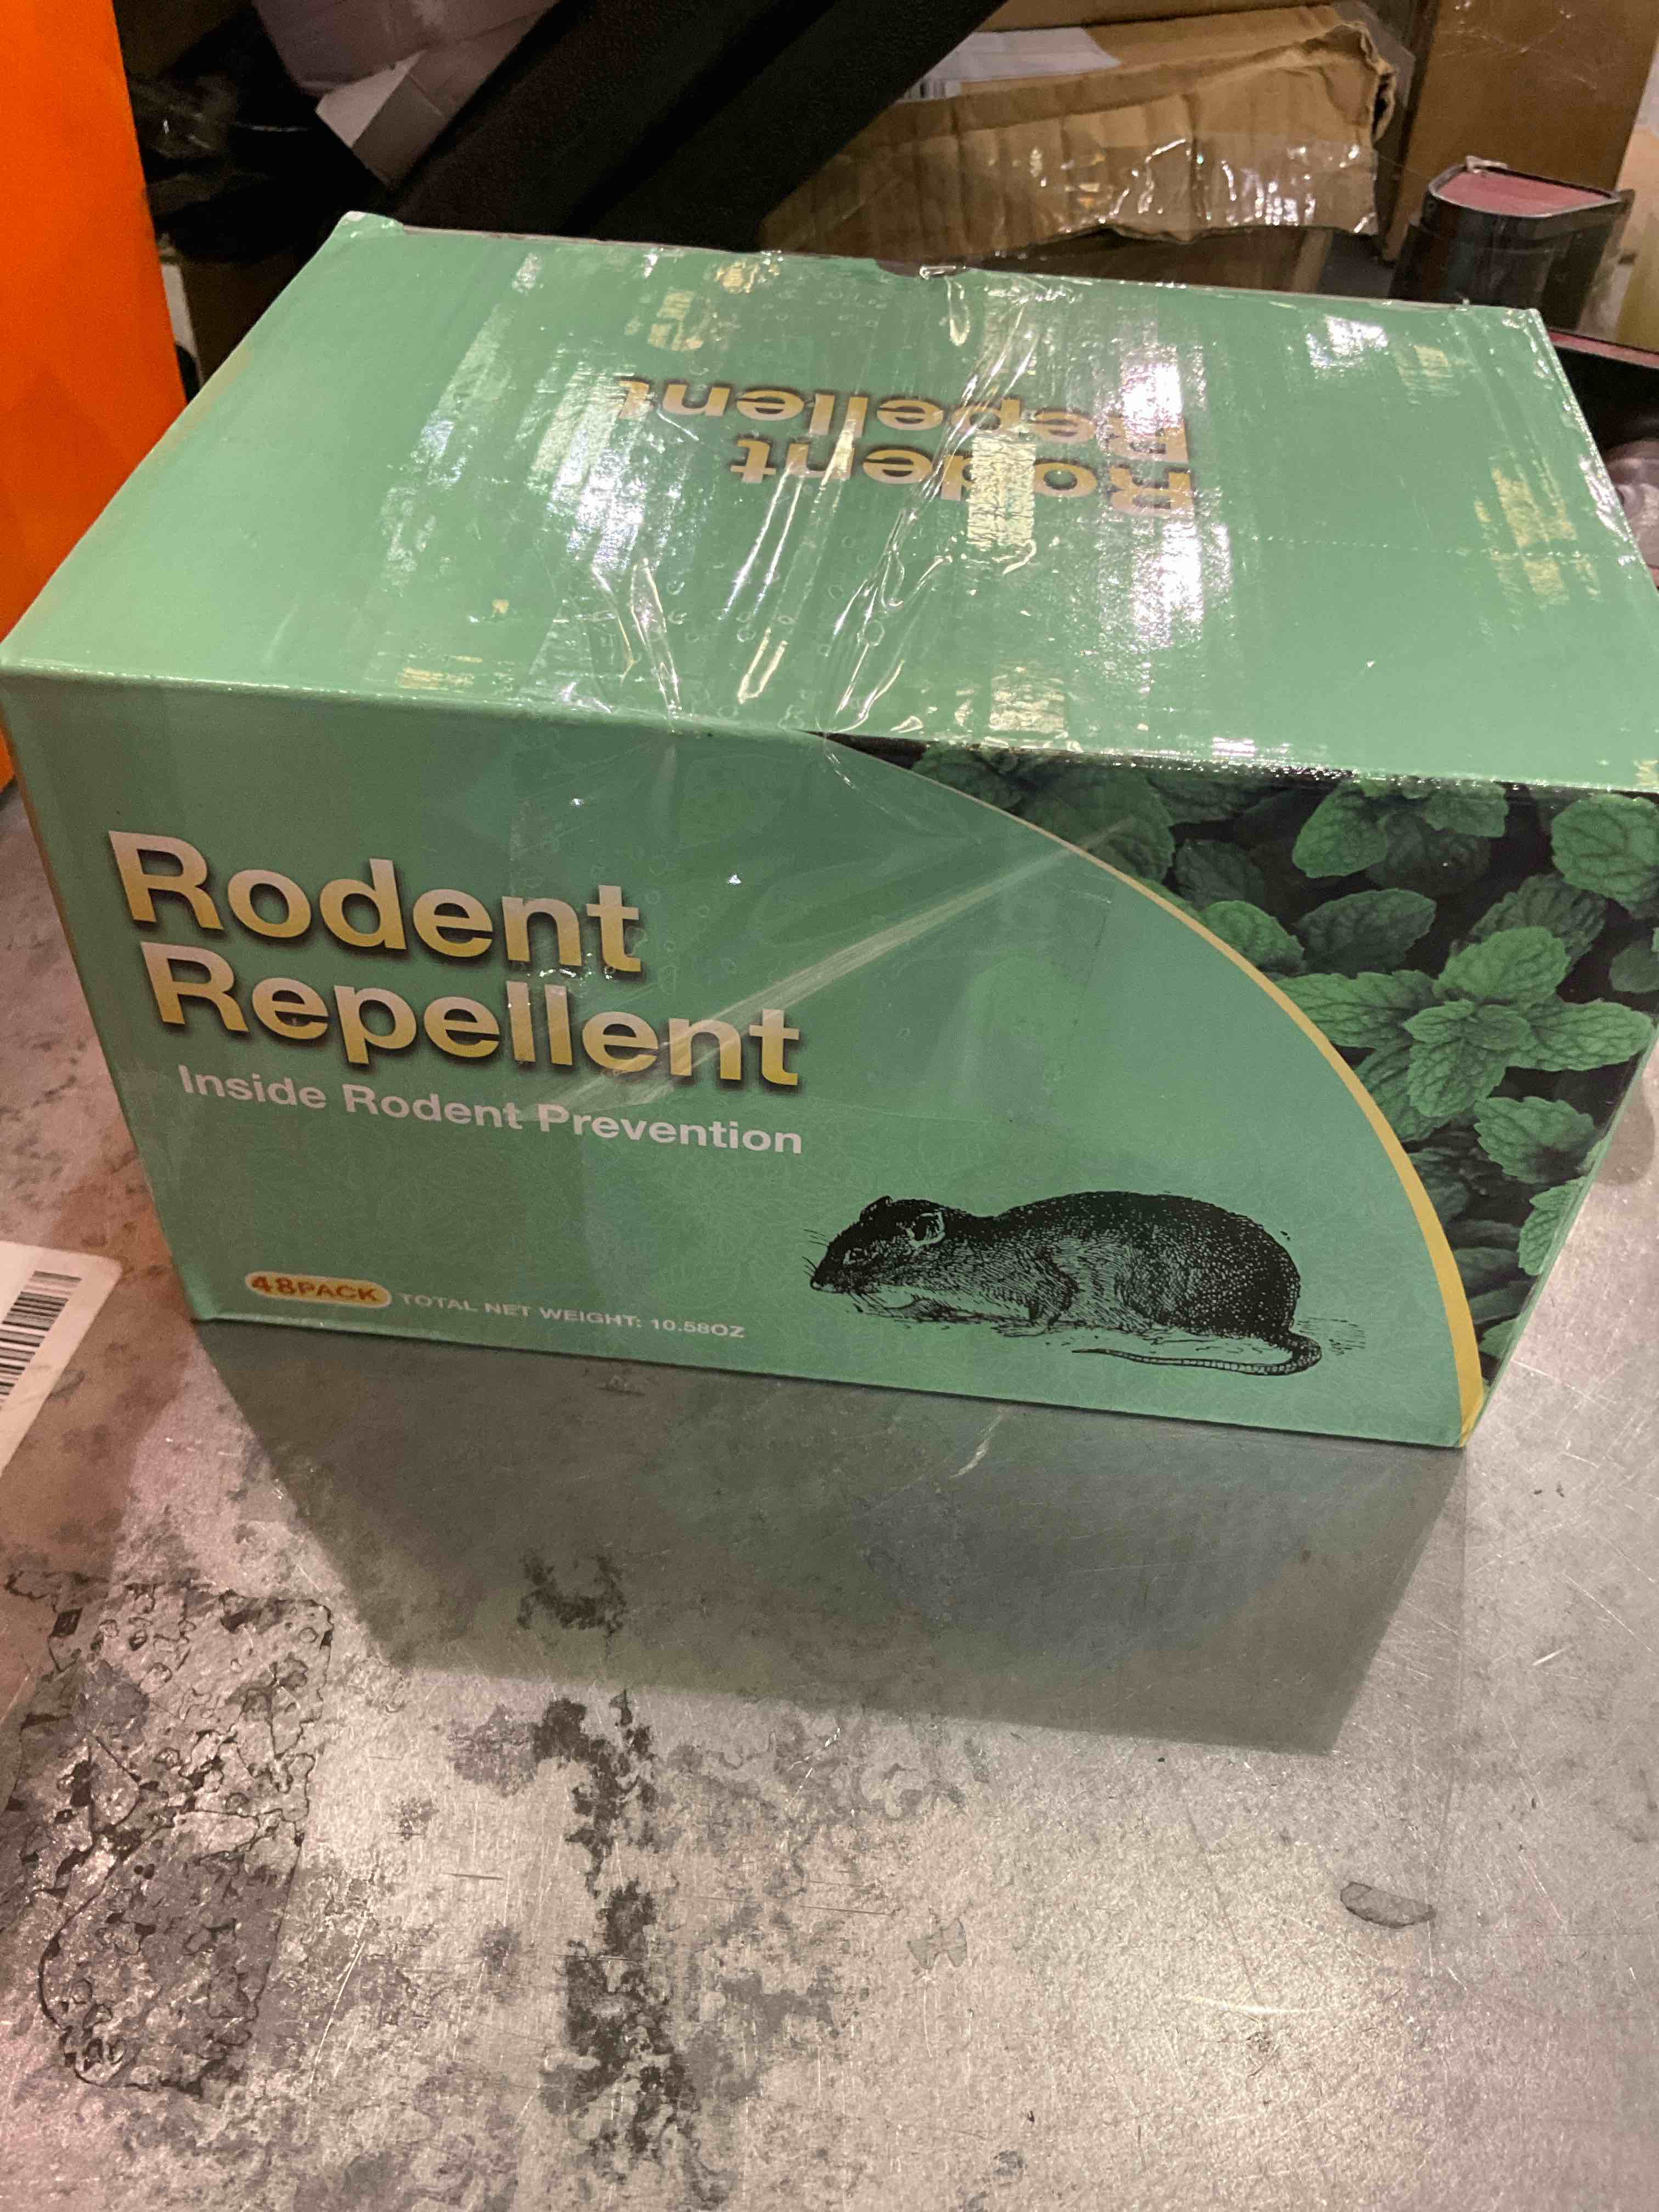 Rodent
Repellent
Rodent
Repellent
Inside Rodent Prevention
48PACK TOTAL NET WEIGHT: 10.58OZ